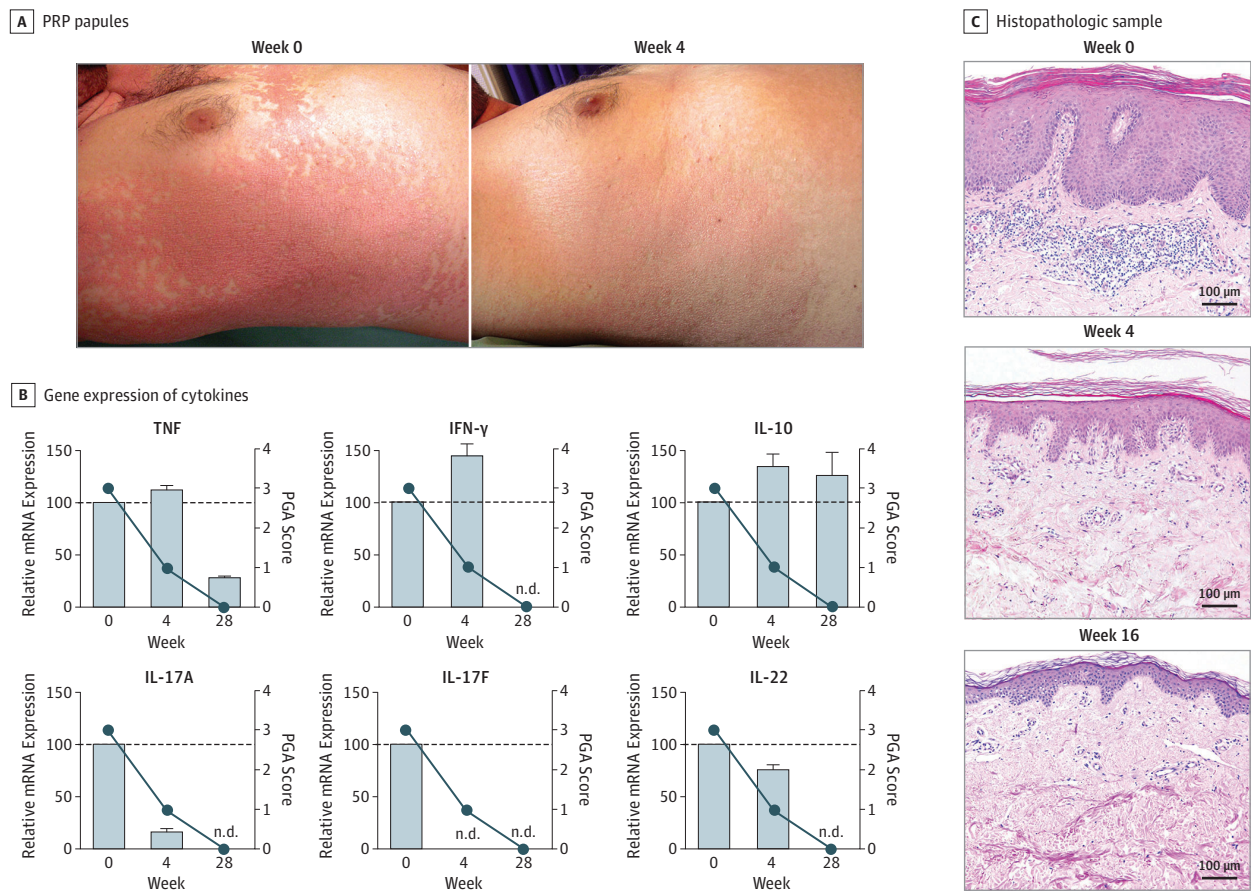 A PRP papules
Week 0
Week 4
B Gene expression of cytokines
TNF
Relative mRNA Expression
150
100
50
0
PGA Score
4
3
2
1
0
0 4 28
Week
IFN-γ
Relative mRNA Expression
150
100
50
0
PGA Score
4
3
2
1
0
n.d.
0 4 28
Week
IL-10
Relative mRNA Expression
150
100
50
0
PGA Score
4
3
2
1
0
0 4 28
Week
IL-17A
Relative mRNA Expression
150
100
50
0
PGA Score
4
3
2
1
0
n.d.
0 4 28
Week
IL-17F
Relative mRNA Expression
150
100
50
0
PGA Score
4
3
2
1
0
n.d. n.d.
0 4 28
Week
IL-22
Relative mRNA Expression
150
100
50
0
PGA Score
4
3
2
1
0
n.d.
0 4 28
Week
C Histopathologic sample
Week 0
100 μm
Week 4
100 μm
Week 16
100 μm